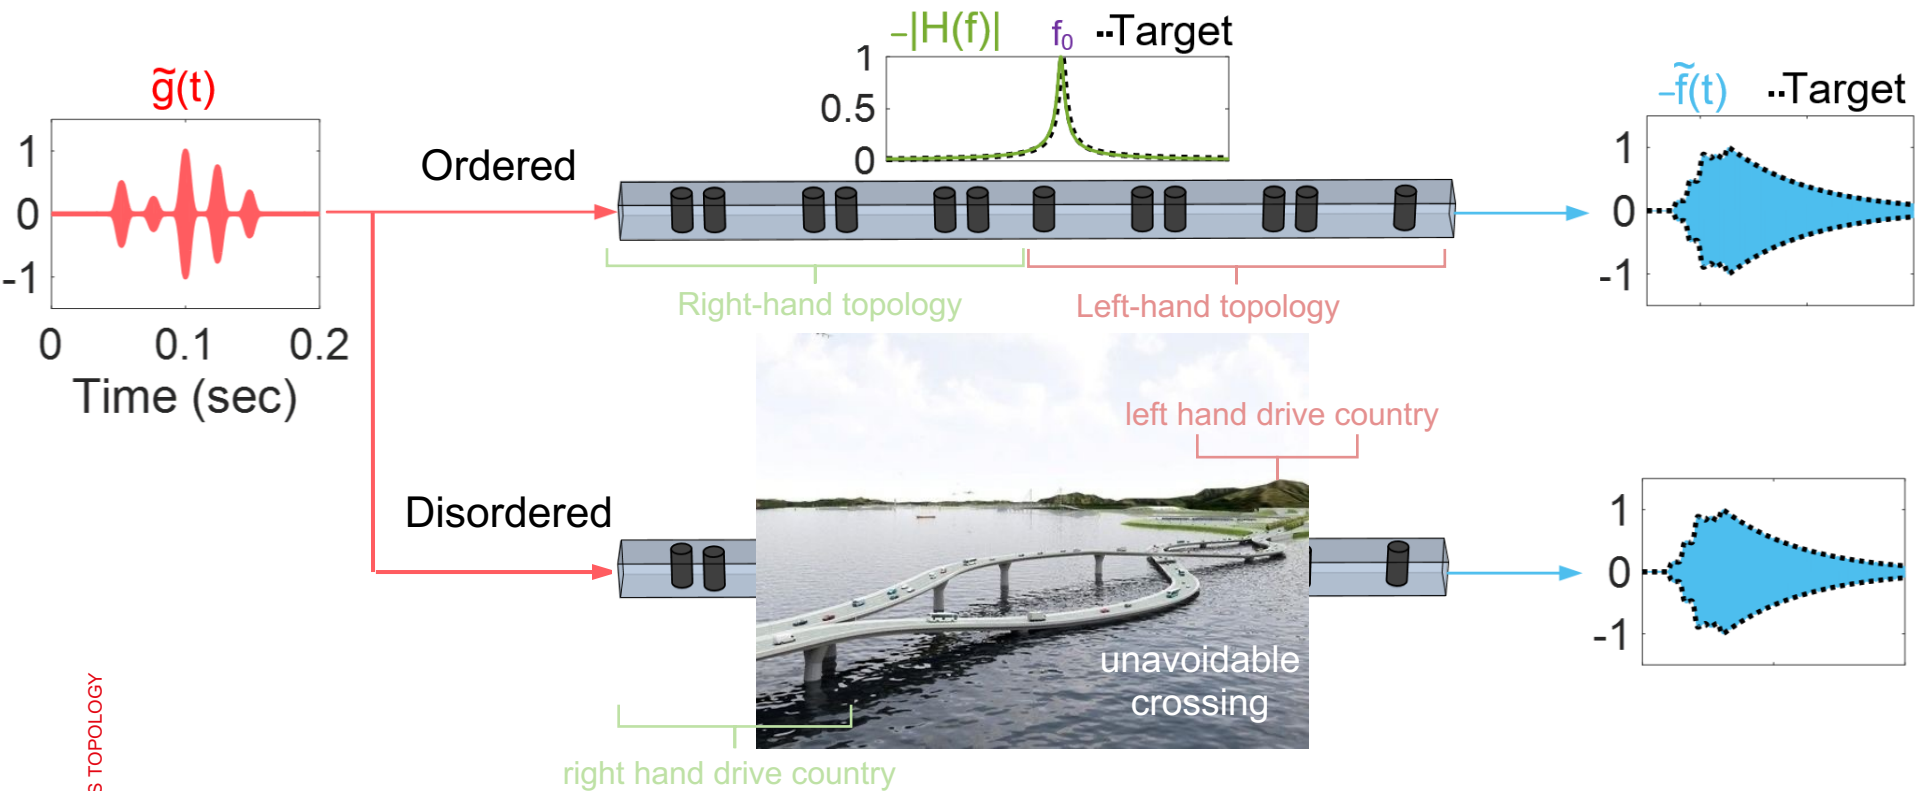 –|H(f)| f₀ ··Target
1
0.5
0
g̃(t)
1
0
-1
0 0.1 0.2
Time (sec)
Ordered
Right-hand topology
Left-hand topology
–f̃(t) ··Target
1
0
-1
left hand drive country
Disordered
unavoidable
crossing
right hand drive country
1
0
-1
S TOPOLOGY